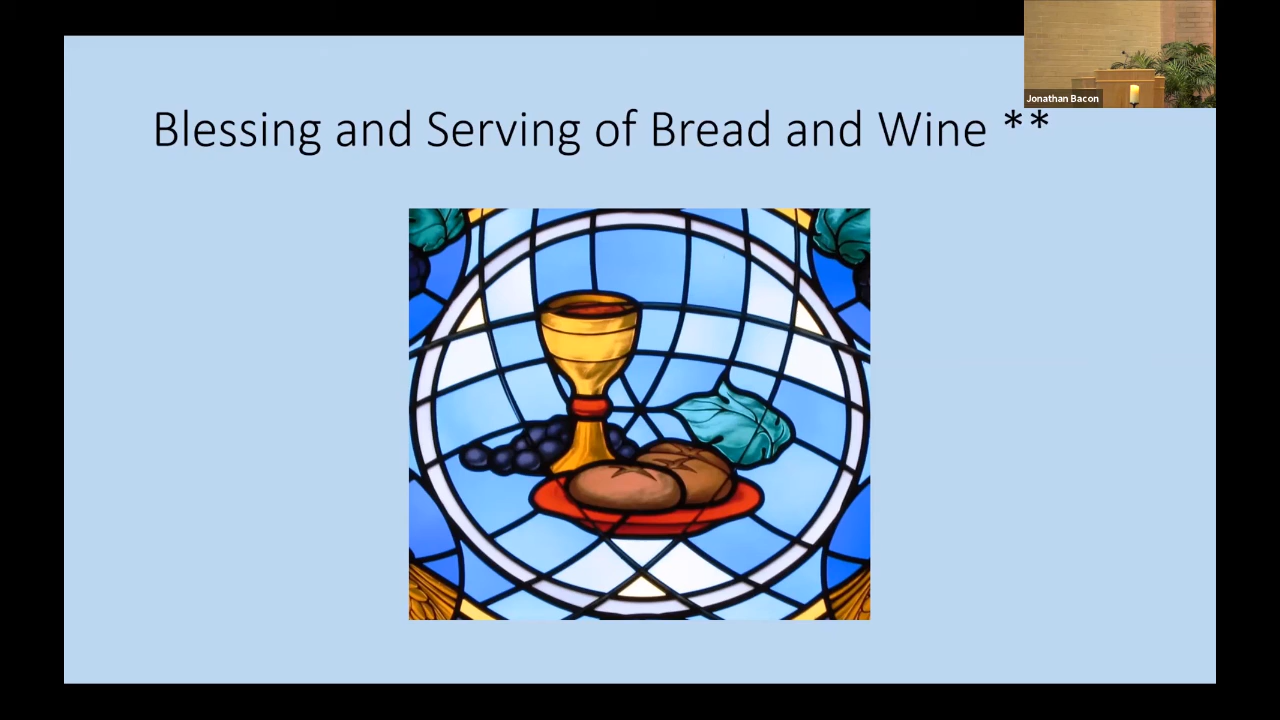 Blessing and Serving of Bread and Wine **
Jonathan Bacon